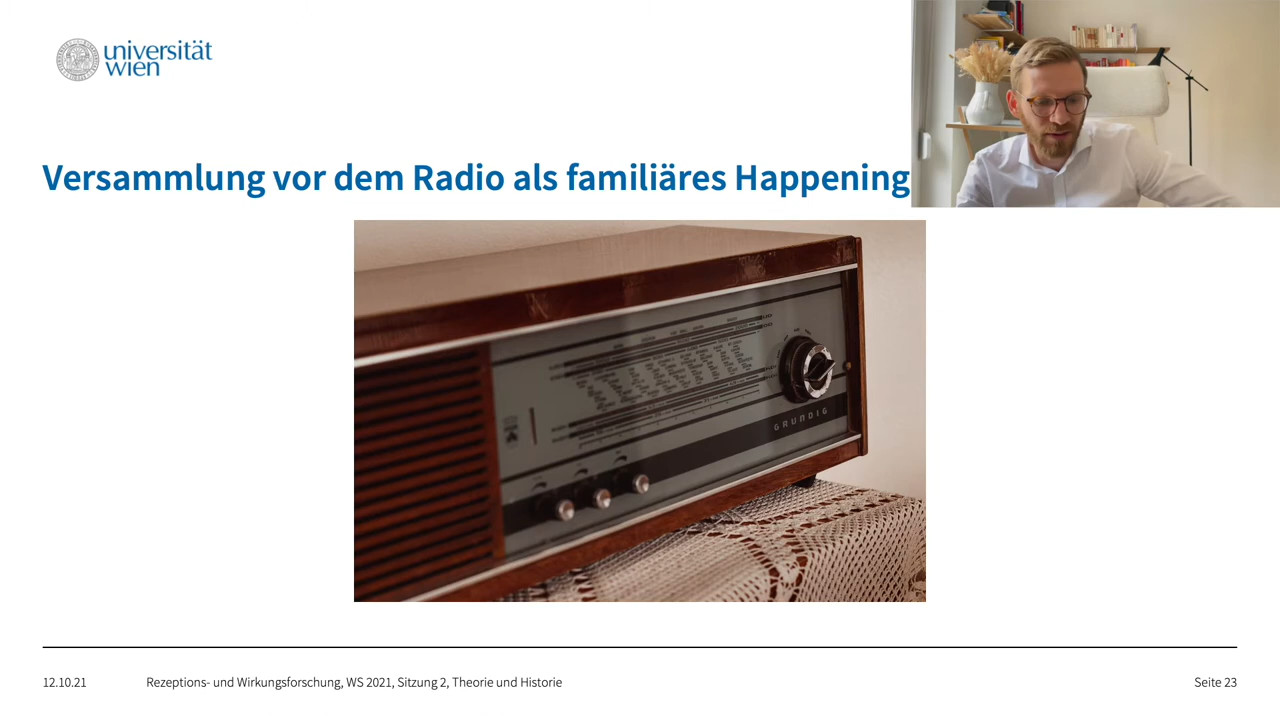 universität
wien
Versammlung vor dem Radio als familiäres Happening
GRUNDIG
12.10.21
Rezeptions- und Wirkungsforschung, WS 2021, Sitzung 2, Theorie und Historie
Seite 23